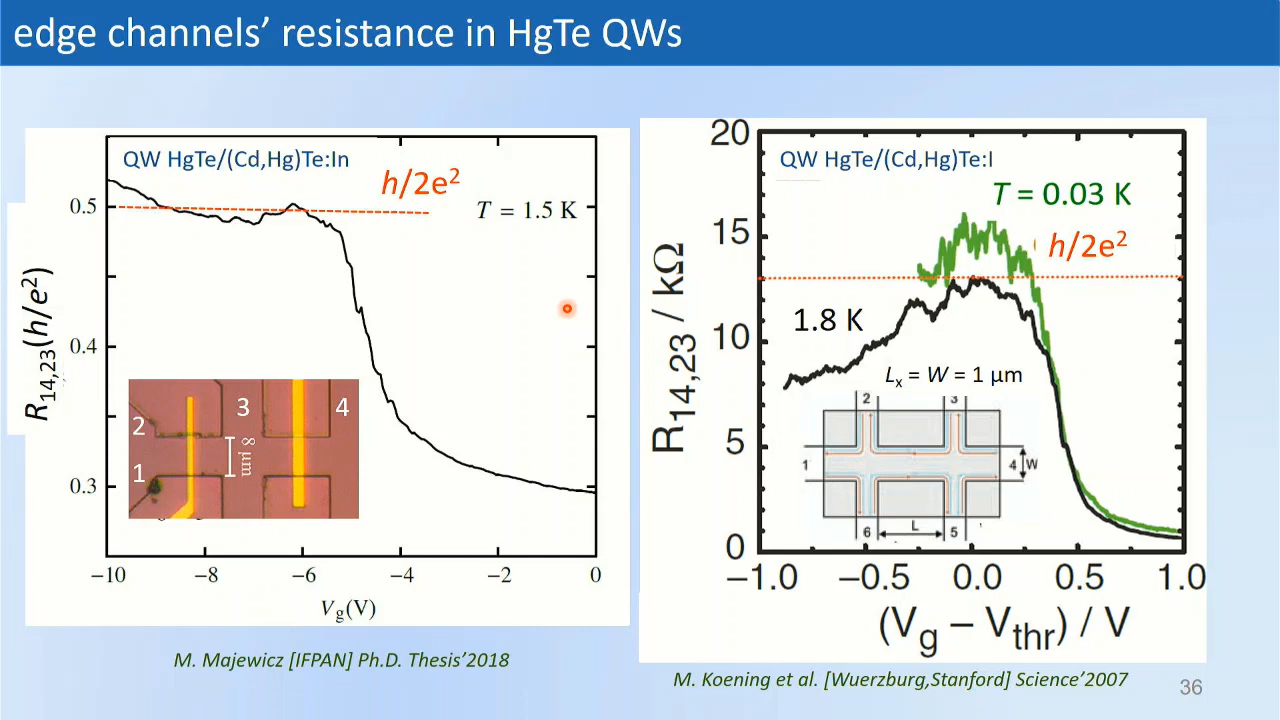 edge channels' resistance in HgTe QWs
QW HgTe/(Cd,Hg)Te:In
h/2e²
T = 1.5 K
0.5
0.4
0.3
R₁₄,₂₃(h/e²)
2
3
4
1
8 µm
−10
−8
−6
−4
−2
0
Vg(V)
M. Majewicz [IFPAN] Ph.D. Thesis'2018
QW HgTe/(Cd,Hg)Te:I
T = 0.03 K
h/2e²
1.8 K
Lx = W = 1 µm
20
15
10
5
0
R₁₄,₂₃ / kΩ
2
3
1
4
W
L
6
5
−1.0
−0.5
0.0
0.5
1.0
(Vg − Vthr) / V
M. Koening et al. [Wuerzburg,Stanford] Science'2007
36